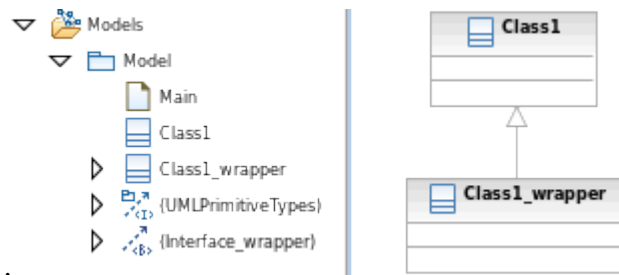 Models
Model
Main
Class1
Class1_wrapper
<I> (UMLPrimitiveTypes)
<B> (Interface_wrapper)
Class1
Class1_wrapper